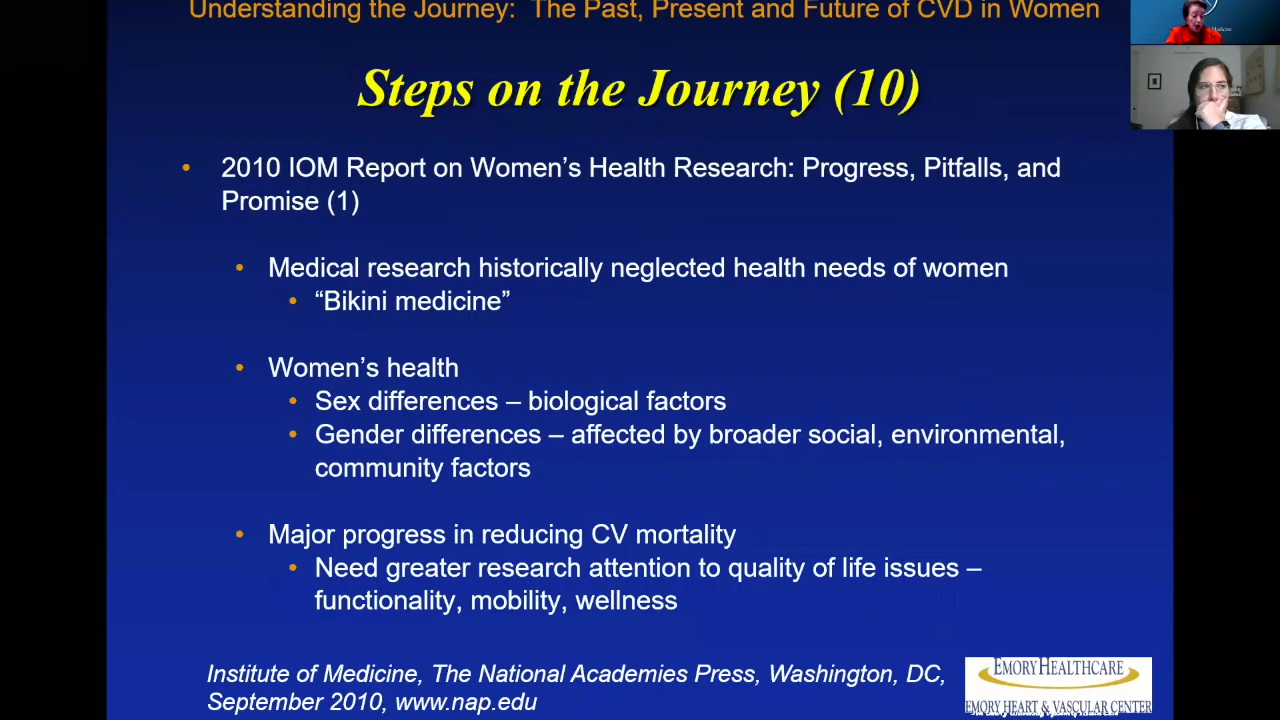 Understanding the Journey: The Past, Present and Future of CVD in Women
Steps on the Journey (10)
• 2010 IOM Report on Women’s Health Research: Progress, Pitfalls, and
Promise (1)
• Medical research historically neglected health needs of women
• “Bikini medicine”
• Women’s health
• Sex differences – biological factors
• Gender differences – affected by broader social, environmental,
community factors
• Major progress in reducing CV mortality
• Need greater research attention to quality of life issues –
functionality, mobility, wellness
Institute of Medicine, The National Academies Press, Washington, DC,
September 2010, www.nap.edu
EMORY HEALTHCARE
EMORY HEART & VASCULAR CENTER